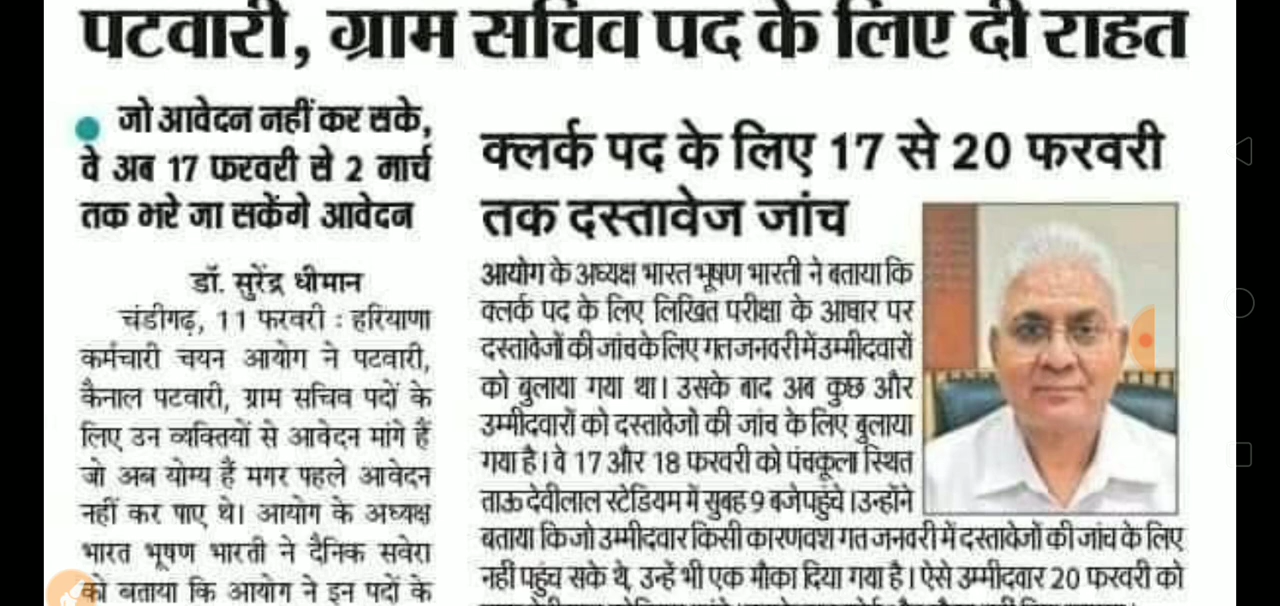 पटवारी, ग्राम सचिव पद के लिए दी राहत
जो आवेदन नहीं कर सके,
वे अब 17 फरवरी से 2 मार्च
तक भरे जा सकेंगे आवेदन
डॉ. सुरेंद्र धीमान
चंडीगढ़, 11 फरवरी : हरियाणा
कर्मचारी चयन आयोग ने पटवारी,
कैनाल पटवारी, ग्राम सचिव पदों के
लिए उन व्यक्तियों से आवेदन मांगे हैं
जो अब योग्य हैं मगर पहले आवेदन
नहीं कर पाए थे। आयोग के अध्यक्ष
भारत भूषण भारती ने दैनिक सवेरा
को बताया कि आयोग ने इन पदों के
क्लर्क पद के लिए 17 से 20 फरवरी
तक दस्तावेज जांच
आयोग के अध्यक्ष भारत भूषण भारती ने बताया कि
क्लर्क पद के लिए लिखित परीक्षा के आधार पर
दस्तावेजों की जांच के लिए गत जनवरी में उम्मीदवारों
को बुलाया गया था। उसके बाद अब कुछ और
उम्मीदवारों को दस्तावेजों की जांच के लिए बुलाया
गया है। वे 17 और 18 फरवरी को पंचकूला स्थित
ताऊ देवीलाल स्टेडियम में सुबह 9 बजे पहुंचे। उन्होंने
बताया कि जो उम्मीदवार किसी कारणवश गत जनवरी में दस्तावेजों की जांच के लिए
नहीं पहुंच सके थे, उन्हें भी एक मौका दिया गया है। ऐसे उम्मीदवार 20 फरवरी को